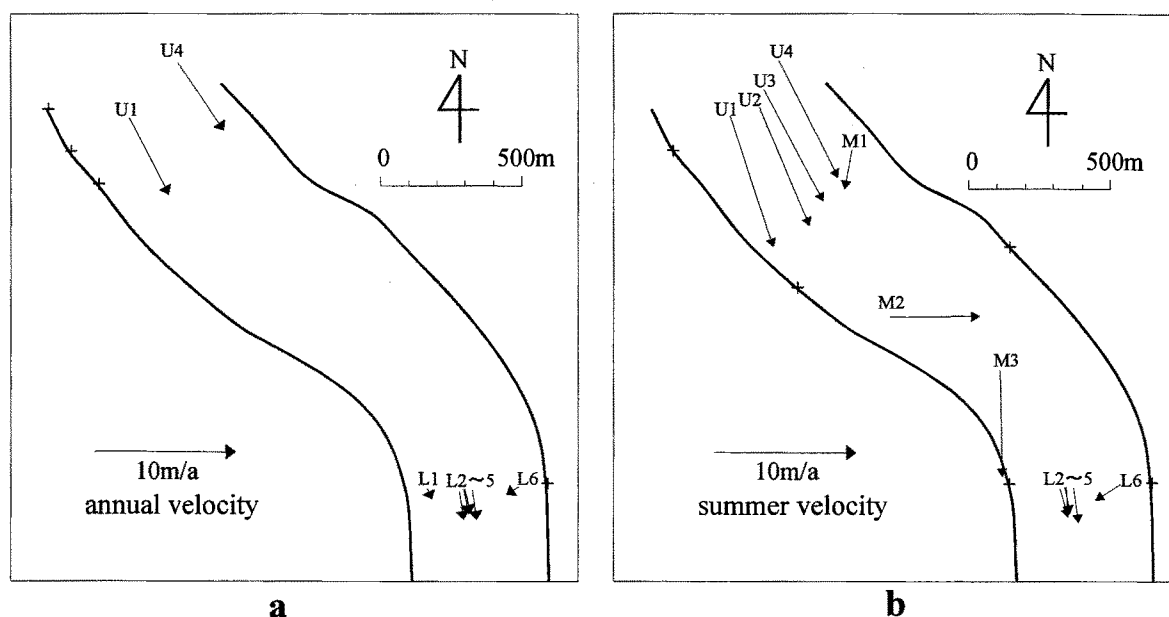 U4
U1
N
0 500m
L1 L2～5 L6
10m/a
annual velocity
a
U4
U3
U2
U1
M1
N
0 500m
M2
M3
L2～5 L6
10m/a
summer velocity
b